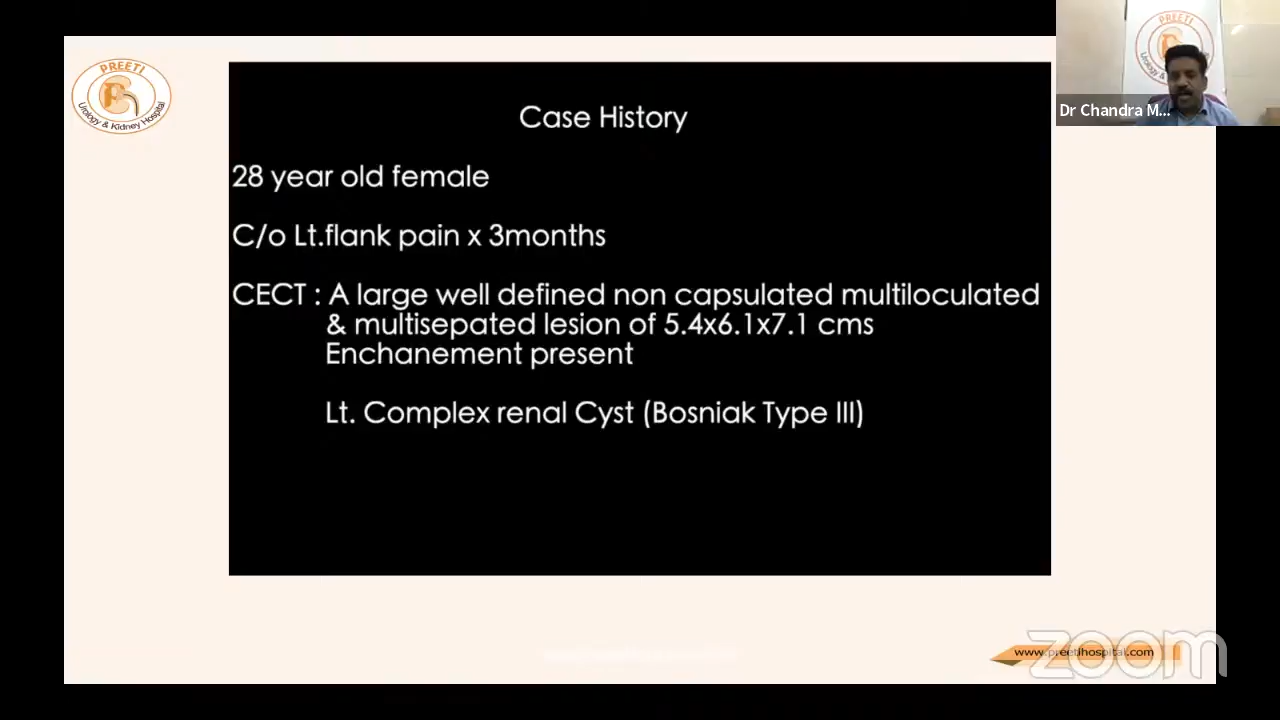 PREETI
Urology & Kidney Hospital
Dr Chandra M...
Case History
28 year old female
C/o Lt.flank pain x 3months
CECT : A large well defined non capsulated multiloculated
& multisepated lesion of 5.4x6.1x7.1 cms
Enchanement present
Lt. Complex renal Cyst (Bosniak Type III)
www.preetihospital.com
zoom